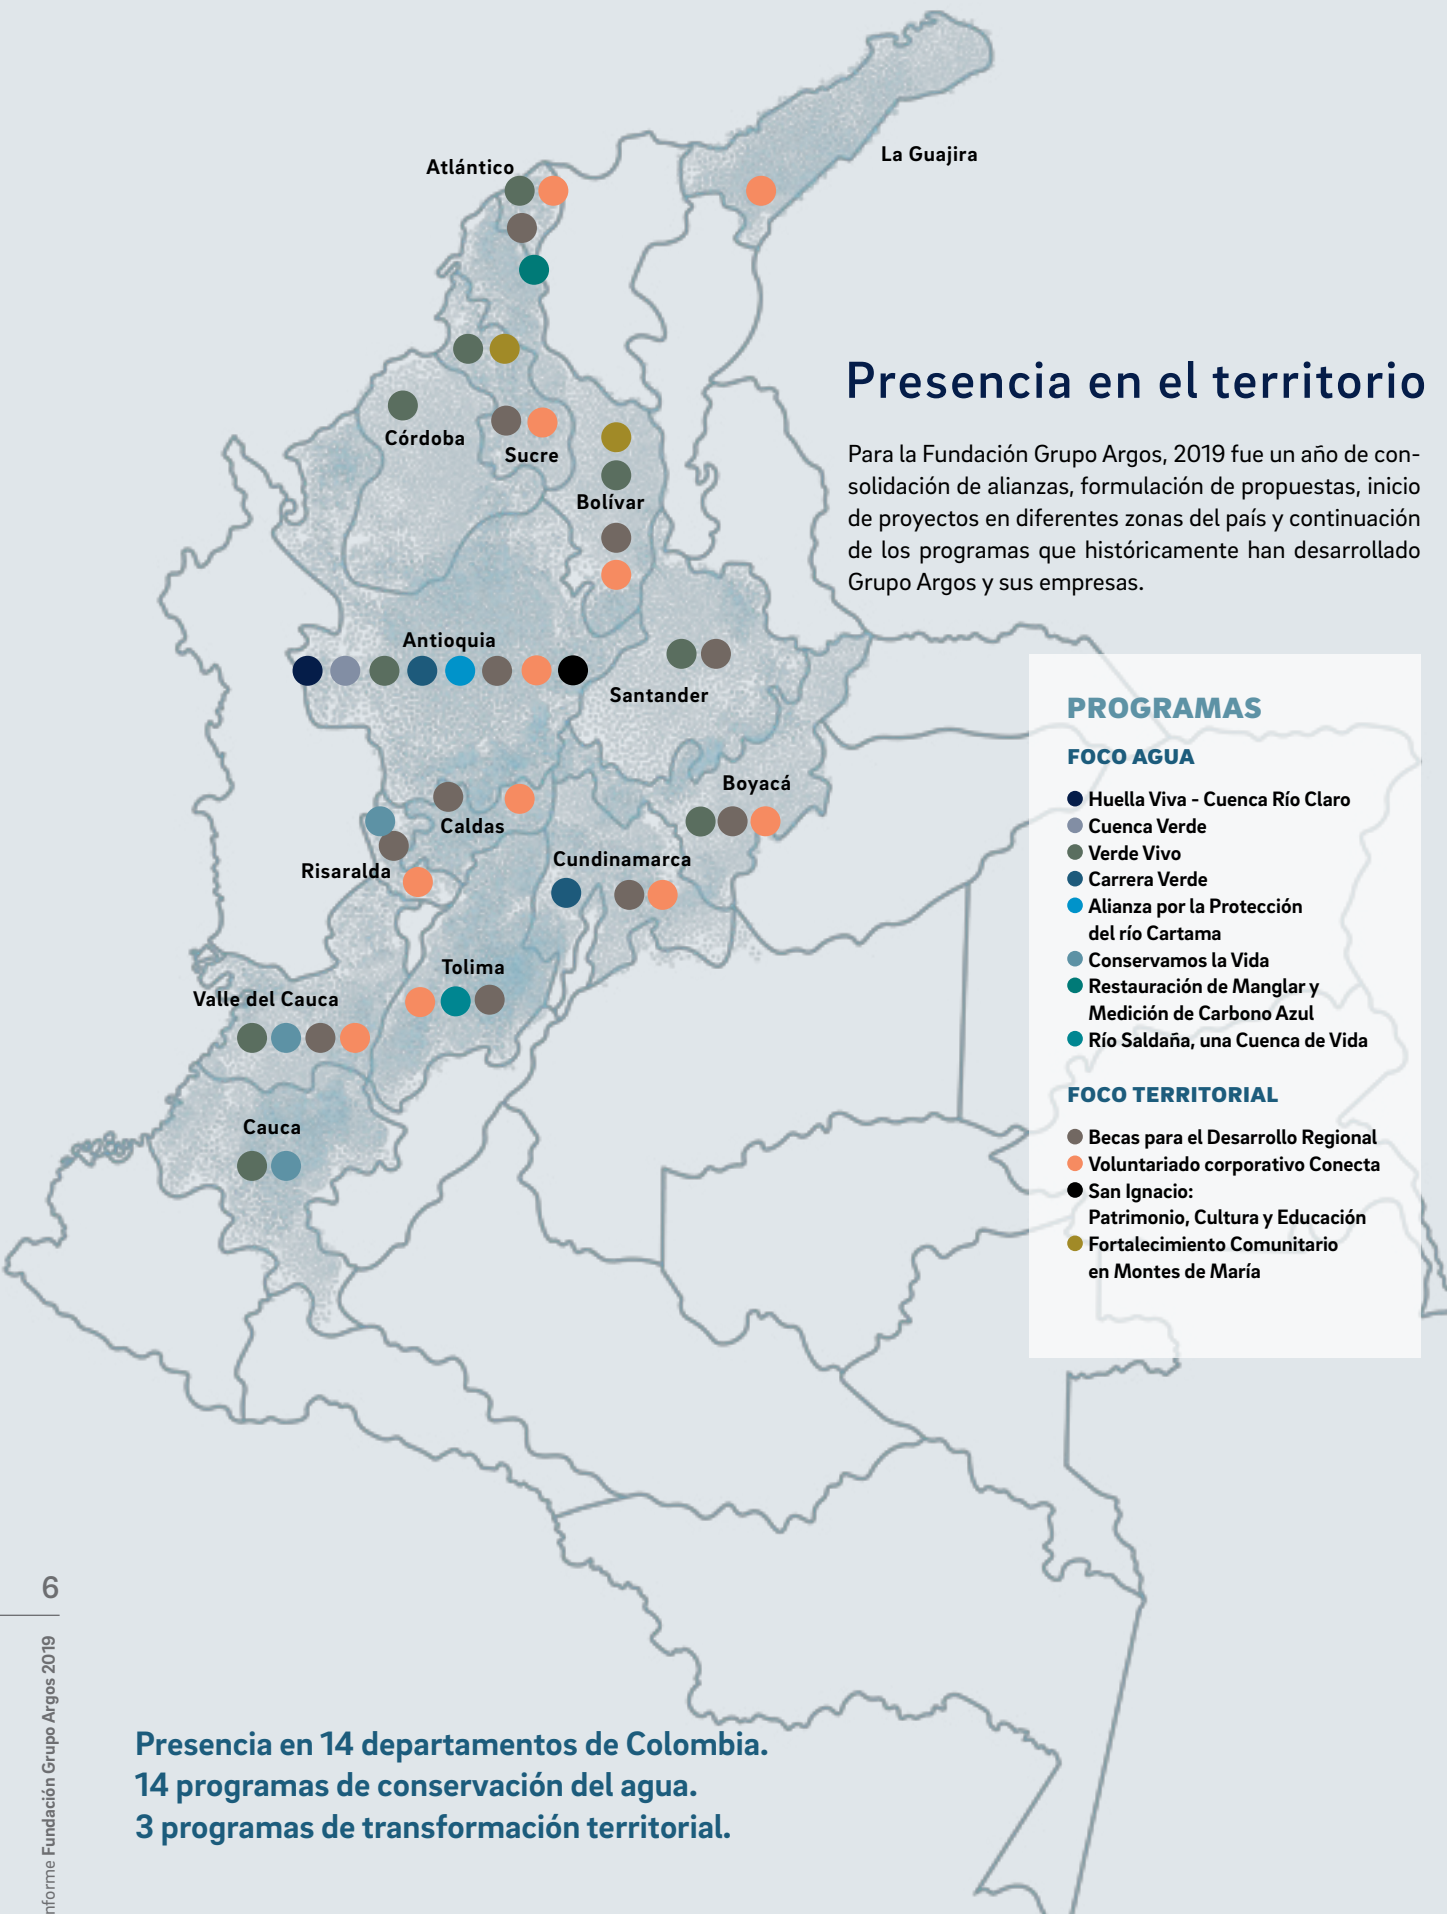 La Guajira
Atlántico
Presencia en el territorio
Para la Fundación Grupo Argos, 2019 fue un año de con-
solidación de alianzas, formulación de propuestas, inicio
de proyectos en diferentes zonas del país y continuación
de los programas que históricamente han desarrollado
Grupo Argos y sus empresas.
Córdoba
Sucre
Bolívar
Antioquia
Santander
Boyacá
Caldas
Cundinamarca
Risaralda
Tolima
Valle del Cauca
Cauca
PROGRAMAS
FOCO AGUA
Huella Viva - Cuenca Río Claro
Cuenca Verde
Verde Vivo
Carrera Verde
Alianza por la Protección
del río Cartama
Conservamos la Vida
Restauración de Manglar y
Medición de Carbono Azul
Río Saldaña, una Cuenca de Vida
FOCO TERRITORIAL
Becas para el Desarrollo Regional
Voluntariado corporativo Conecta
San Ignacio:
Patrimonio, Cultura y Educación
Fortalecimiento Comunitario
en Montes de María
6
nforme Fundación Grupo Argos 2019
Presencia en 14 departamentos de Colombia.
14 programas de conservación del agua.
3 programas de transformación territorial.